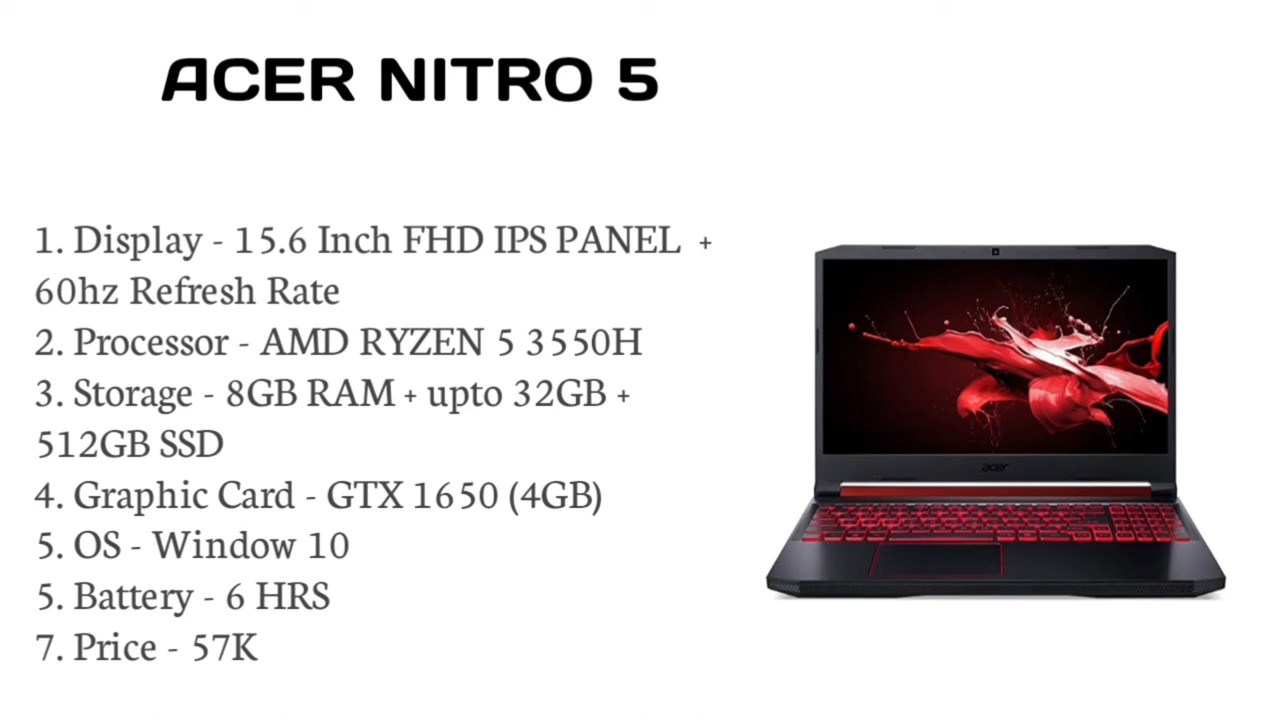 ACER NITRO 5
1. Display - 15.6 Inch FHD IPS PANEL +
60hz Refresh Rate
2. Processor - AMD RYZEN 5 3550H
3. Storage - 8GB RAM + upto 32GB +
512GB SSD
4. Graphic Card - GTX 1650 (4GB)
5. OS - Window 10
5. Battery - 6 HRS
7. Price - 57K
acer